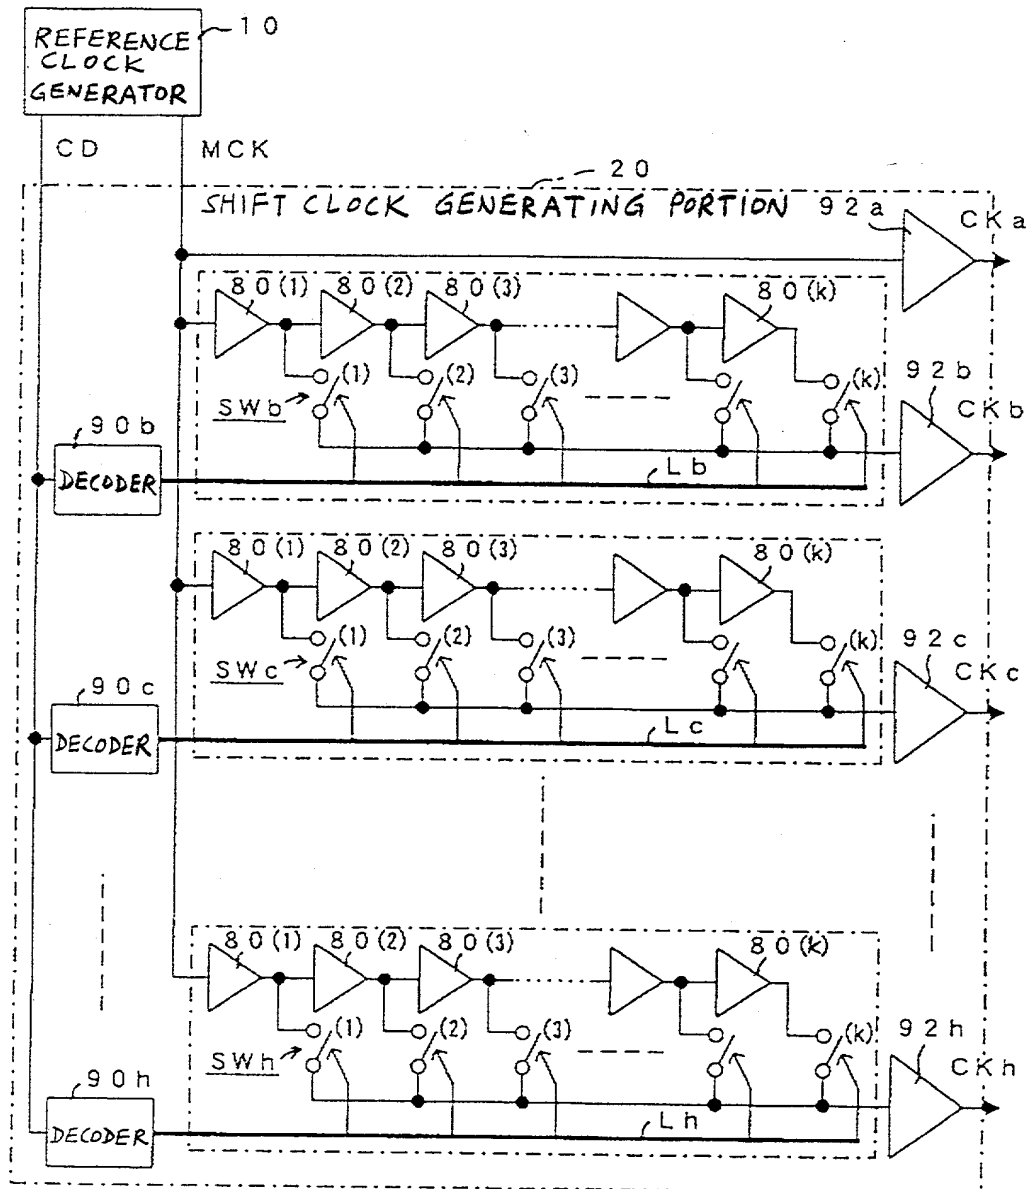 REFERENCE CLOCK GENERATOR
10
CD
MCK
20
SHIFT CLOCK GENERATING PORTION
92a
CKa
80(1)
80(2)
80(3)
80(k)
(1)
(2)
(3)
(k)
SWb
92b
CKb
90b
DECODER
Lb
80(1)
80(2)
80(3)
80(k)
(1)
(2)
(3)
(k)
SWc
92c
CKc
90c
DECODER
Lc
80(1)
80(2)
80(3)
80(k)
(1)
(2)
(3)
(k)
SWh
92h
CKh
90h
DECODER
Lh